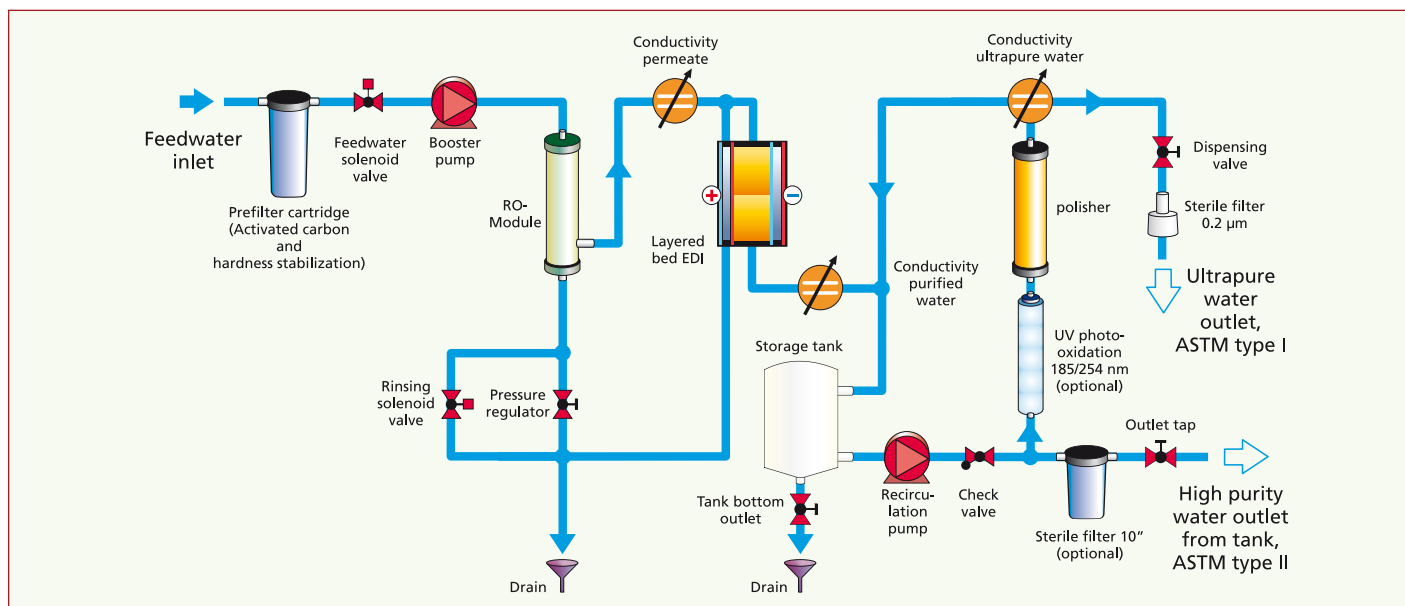 Feedwater
inlet
Prefilter cartridge
(Activated carbon
and
hardness stabilization)
Feedwater
solenoid
valve
Booster
pump
RO-
Module
Conductivity
permeate
+
−
Layered
bed EDI
Conductivity
purified
water
Conductivity
ultrapure water
polisher
Dispensing
valve
Sterile filter
0.2 µm
Ultrapure
water
outlet,
ASTM type I
UV photo-
oxidation
185/254 nm
(optional)
Storage tank
Rinsing
solenoid
valve
Pressure
regulator
Tank bottom
outlet
Recircu-
lation
pump
Check
valve
Sterile filter 10”
(optional)
Outlet tap
High purity
water outlet
from tank,
ASTM type II
Drain
Drain